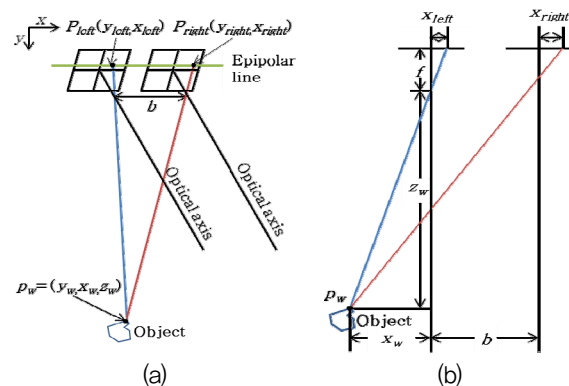 x
y
P_left(y_left,x_left) P_right(y_right,x_right)
Epipolar
line
b
Optical axis
Optical axis
p_w=(y_w,x_w,z_w)
Object
(a)
x_left
x_right
f
z_w
p_w
Object
x_w
b
(b)